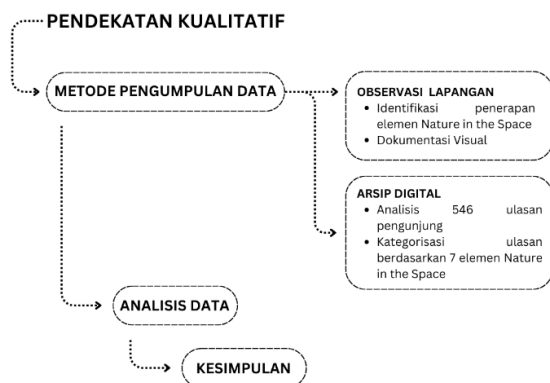 PENDEKATAN KUALITATIF
METODE PENGUMPULAN DATA
OBSERVASI LAPANGAN
• Identifikasi penerapan
elemen Nature in the Space
• Dokumentasi Visual
ARSIP DIGITAL
• Analisis 546 ulasan
pengunjung
• Kategorisasi ulasan
berdasarkan 7 elemen Nature
in the Space
ANALISIS DATA
KESIMPULAN